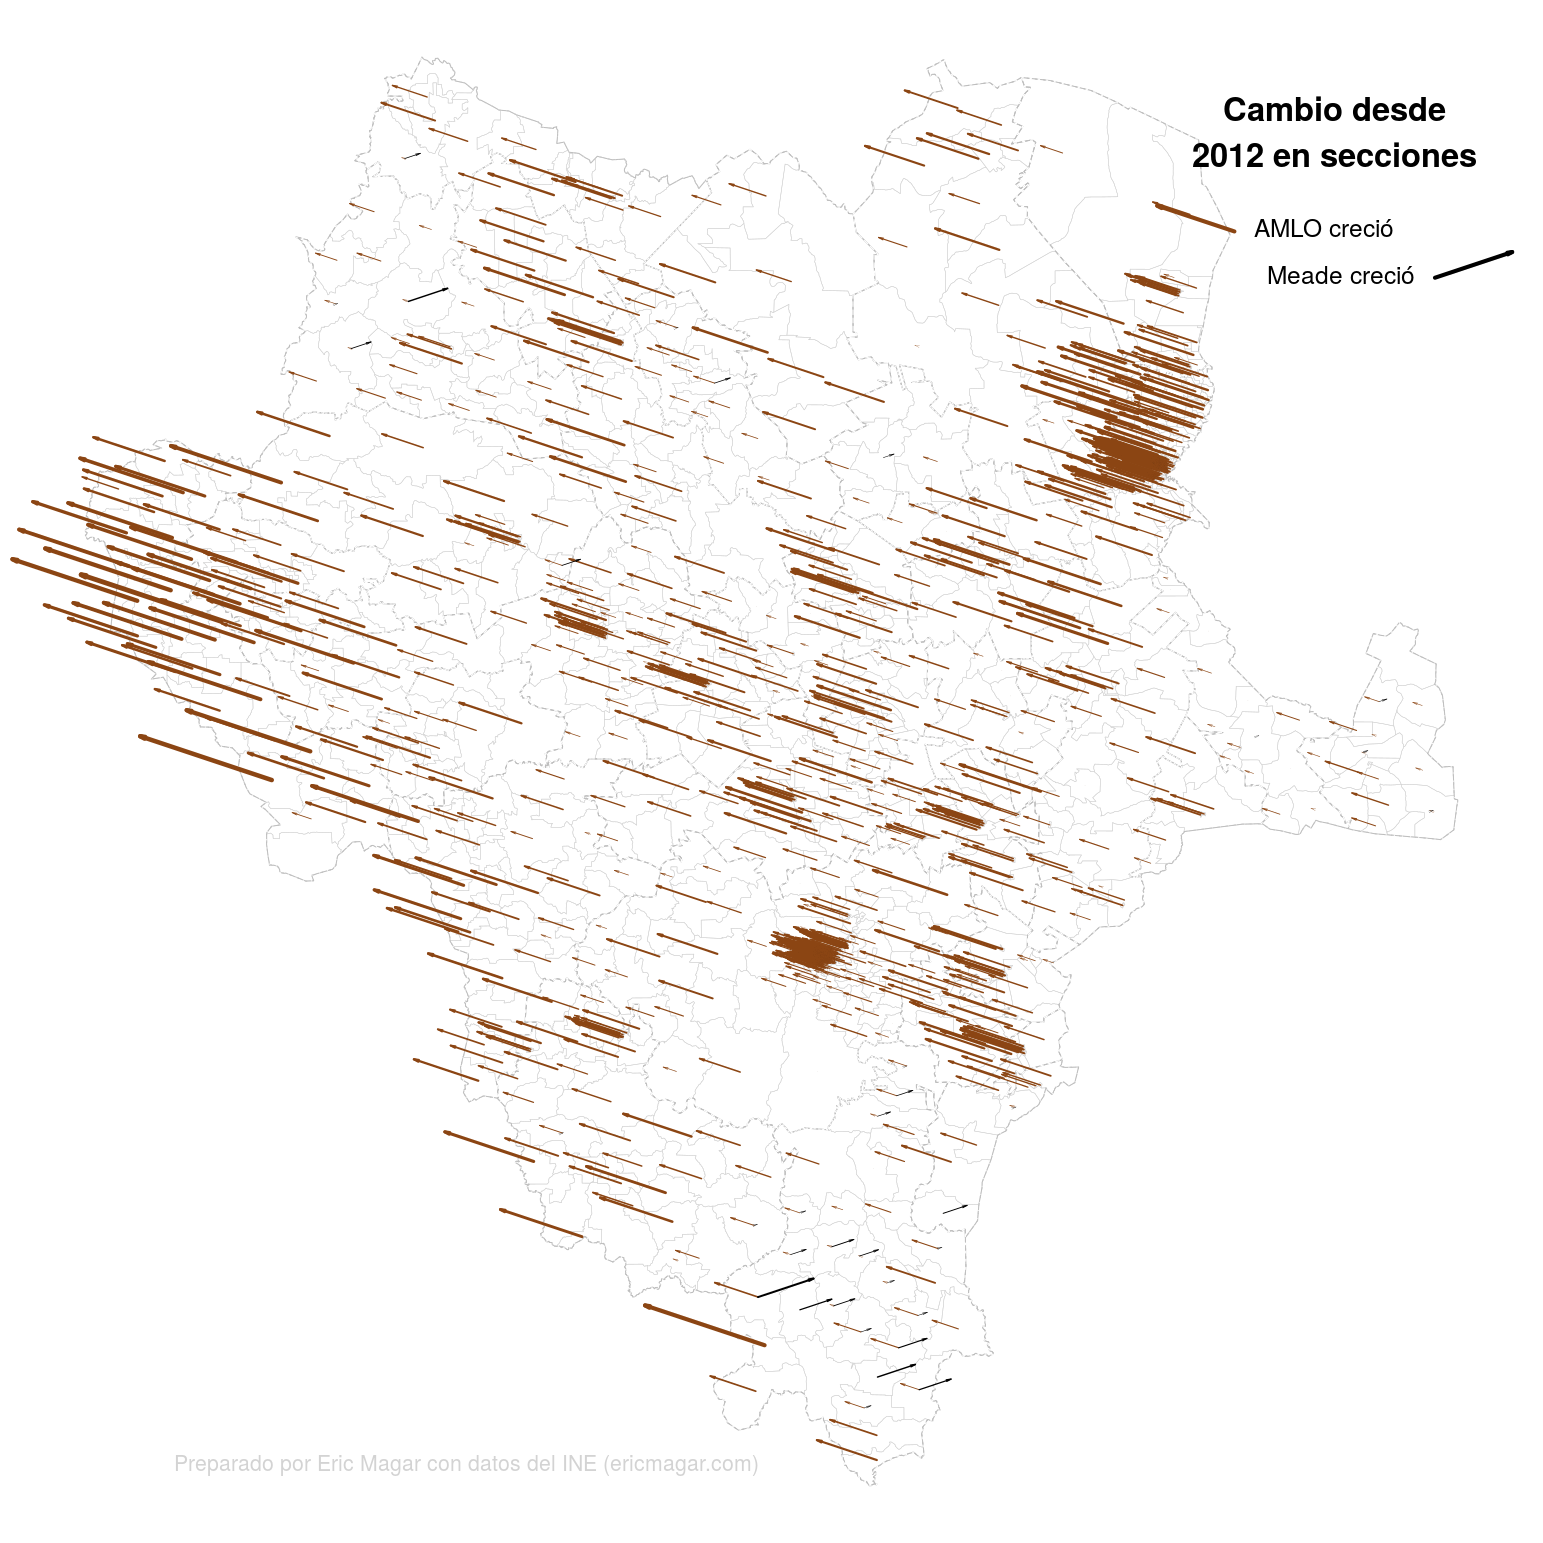 Cambio desde
2012 en secciones
AMLO creció
Meade creció
Preparado por Eric Magar con datos del INE (ericmagar.com)